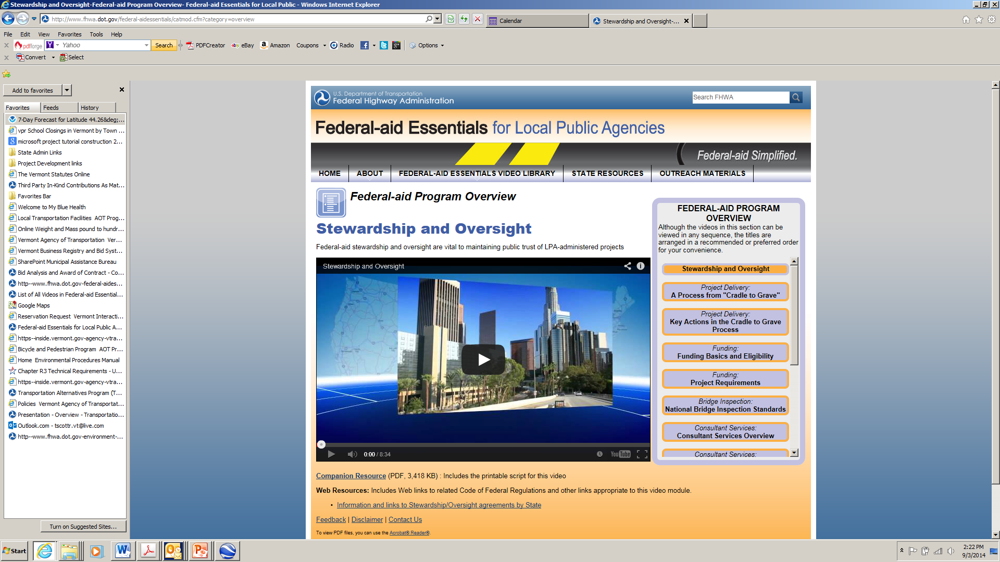 Stewardship and Oversight-Federal-aid Program Overview- Federal-aid Essentials for Local Public - Windows Internet Explorer
http://www.fhwa.dot.gov/federal-aidessentials/catmod.cfm?category=overview
Calendar
Stewardship and Oversight-...
File Edit View Favorites Tools Help
pdfforge Yahoo Search PDFCreator eBay Amazon Coupons Radio Options
Convert Select
Add to favorites
Favorites Feeds History
7-Day Forecast for Latitude 44.26&deg;...
vpr School Closings in Vermont by Town ...
microsoft project tutorial construction 2...
State Admin Links
Project Development links
The Vermont Statutes Online
Third Party In-Kind Contributions As Mat...
Favorites Bar
Welcome to My Blue Health
Local Transportation Facilities AOT Prog...
Online Weight and Mass pound to hundr...
Vermont Agency of Transportation Ver...
Vermont Business Registry and Bid Syst...
SharePoint Municipal Assistance Bureau
Bid Analysis and Award of Contract - Co...
http--www.fhwa.dot.gov-federal-aides...
List of All Videos in Federal-aid Essential...
Google Maps
Reservation Request Vermont Interacti...
Federal-aid Essentials for Local Public A...
https--inside.vermont.gov-agency-vtra...
Bicycle and Pedestrian Program AOT Pr...
Home Environmental Procedures Manual
Chapter R3 Technical Requirements - U...
https--inside.vermont.gov-agency-vtra...
Transportation Alternatives Program (T...
Policies Vermont Agency of Transportat...
Presentation - Overview - Transportatio...
Outlook.com - tscottr.vt@live.com
http--www.fhwa.dot.gov-environment-...
Turn on Suggested Sites...
U.S. Department of Transportation
Federal Highway Administration
Search FHWA
Federal-aid Essentials for Local Public Agencies
Federal-aid Simplified.
HOME ABOUT FEDERAL-AID ESSENTIALS VIDEO LIBRARY STATE RESOURCES OUTREACH MATERIALS
Federal-aid Program Overview
Stewardship and Oversight
Federal-aid stewardship and oversight are vital to maintaining public trust of LPA-administered projects
Stewardship and Oversight
0:00 / 8:34
YouTube
Companion Resource (PDF, 3,418 KB) : Includes the printable script for this video
Web Resources: Includes Web links to related Code of Federal Regulations and other links appropriate to this video module.
• Information and links to Stewardship/Oversight agreements by State
Feedback | Disclaimer | Contact Us
To view PDF files, you can use the Acrobat® Reader®.
FEDERAL-AID PROGRAM
OVERVIEW
Although the videos in this section can be
viewed in any sequence, the titles are
arranged in a recommended or preferred order
for your convenience.
Stewardship and Oversight
Project Delivery:
A Process from "Cradle to Grave"
Project Delivery:
Key Actions in the Cradle to Grave
Process
Funding:
Funding Basics and Eligibility
Funding:
Project Requirements
Bridge Inspection:
National Bridge Inspection Standards
Consultant Services:
Consultant Services Overview
Consultant Services:
Start
2:22 PM
9/3/2014